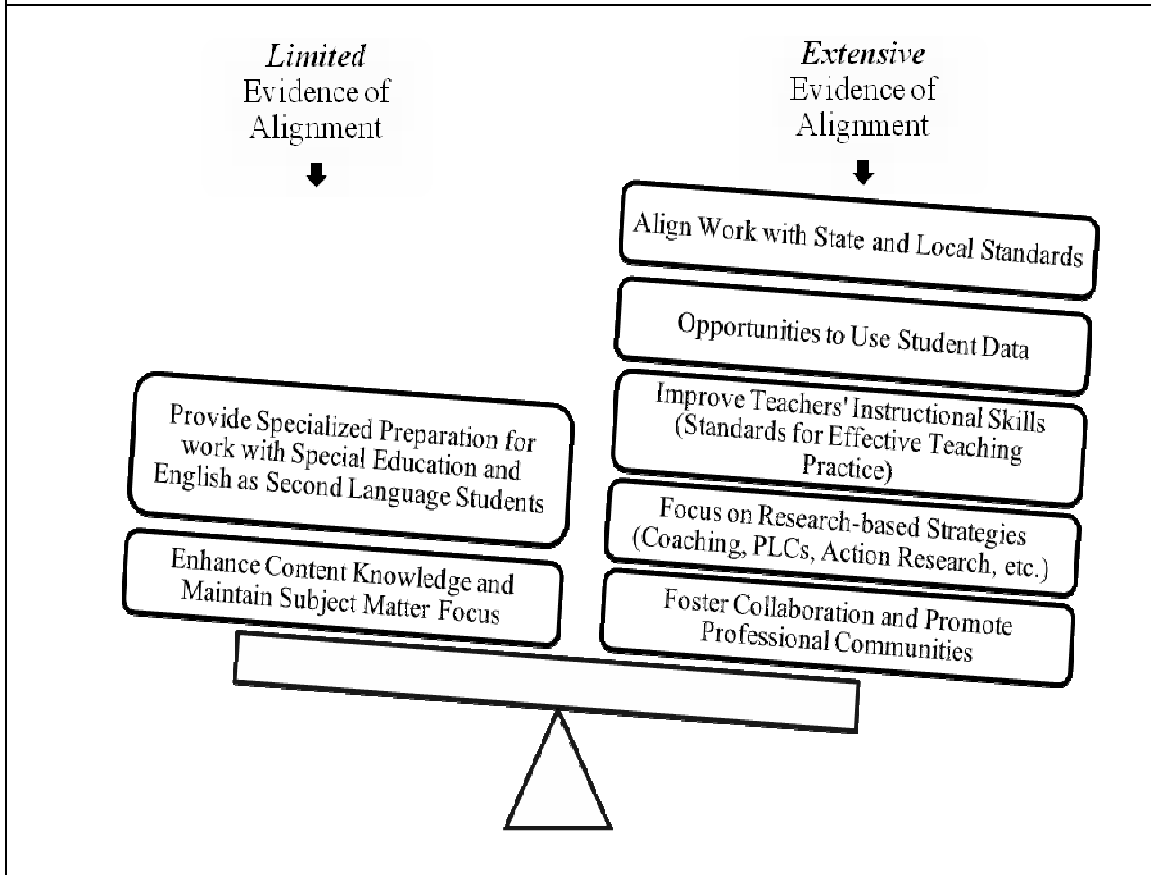 Limited
Evidence of
Alignment
Extensive
Evidence of
Alignment
Provide Specialized Preparation for
work with Special Education and
English as Second Language Students
Enhance Content Knowledge and
Maintain Subject Matter Focus
Align Work with State and Local Standards
Opportunities to Use Student Data
Improve Teachers' Instructional Skills
(Standards for Effective Teaching
Practice)
Focus on Research-based Strategies
(Coaching, PLCs, Action Research, etc.)
Foster Collaboration and Promote
Professional Communities